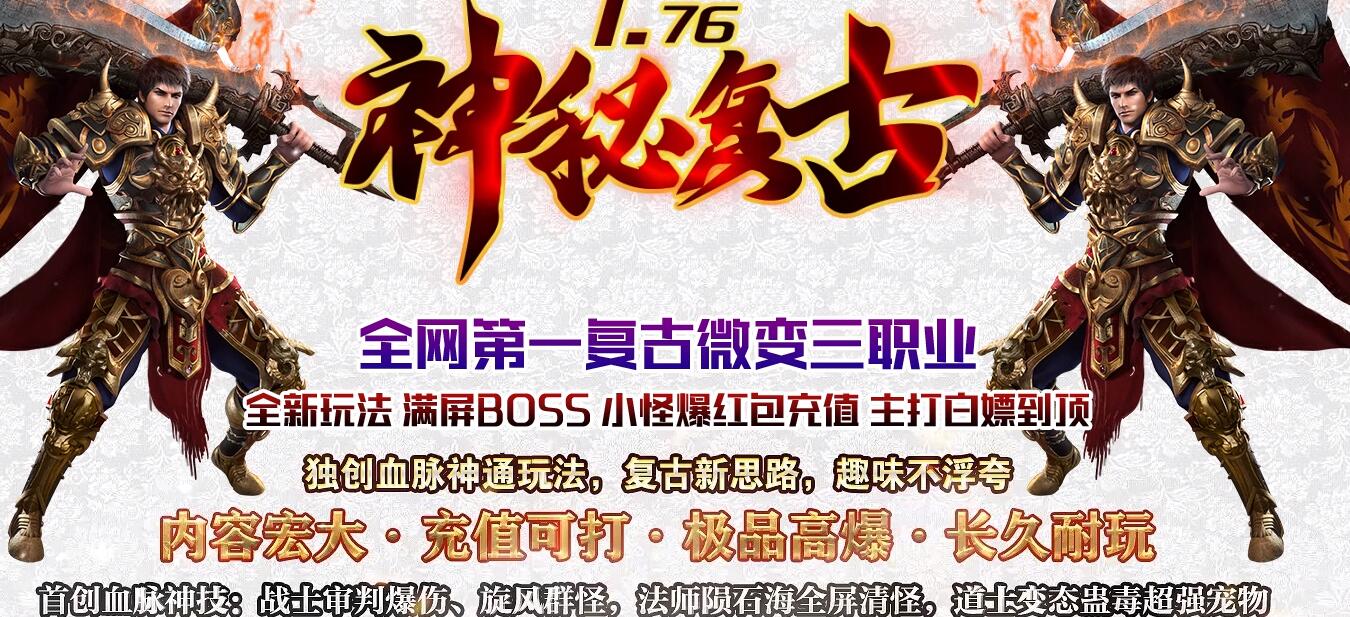 1.76
神秘复古
全网第一复古微变三职业
全新玩法 满屏BOSS 小怪爆红包充值 主打白嫖到顶
独创血脉神通玩法，复古新思路，趣味不浮夸
内容宏大·充值可打·极品高爆·长久耐玩
首创血脉神技：战士审判爆伤、旋风群怪，法师陨石海全屏清怪，道士变态蛊毒超强宠物